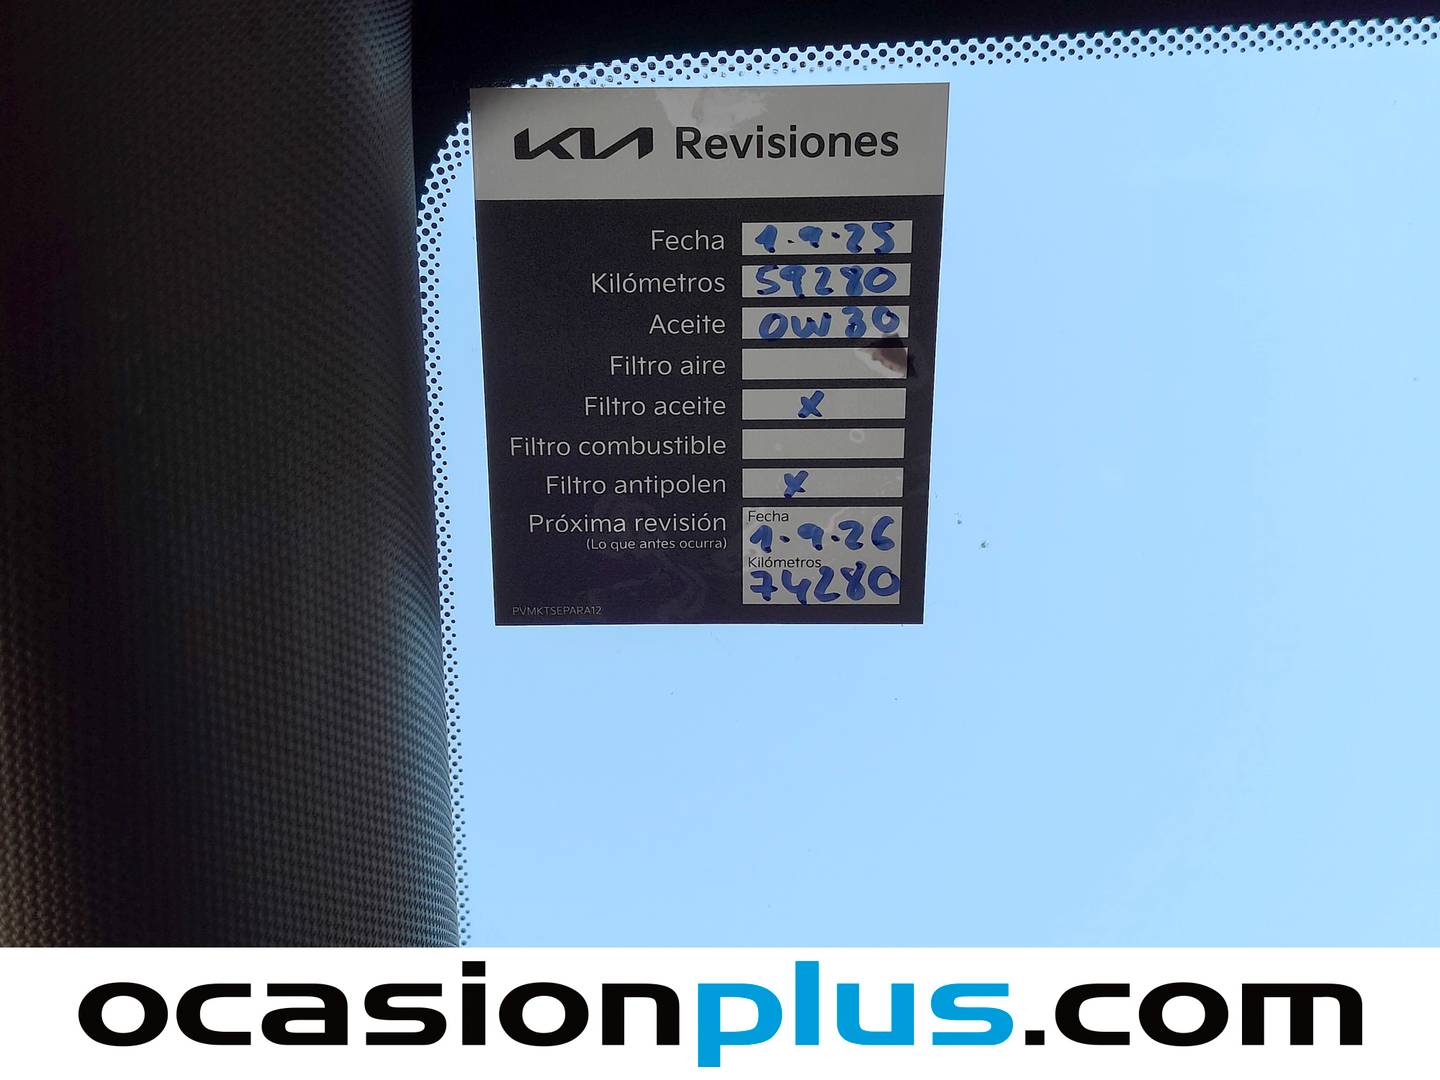 KIA Revisiones
Fecha 1.9.25
Kilómetros 59280
Aceite 0W30
Filtro aire
Filtro aceite x
Filtro combustible
Filtro antipolen x
Próxima revisión Fecha
(Lo que antes ocurra) 1.9.26
Kilómetros
74280
PVMKTSEPARA12
ocasionplus.com